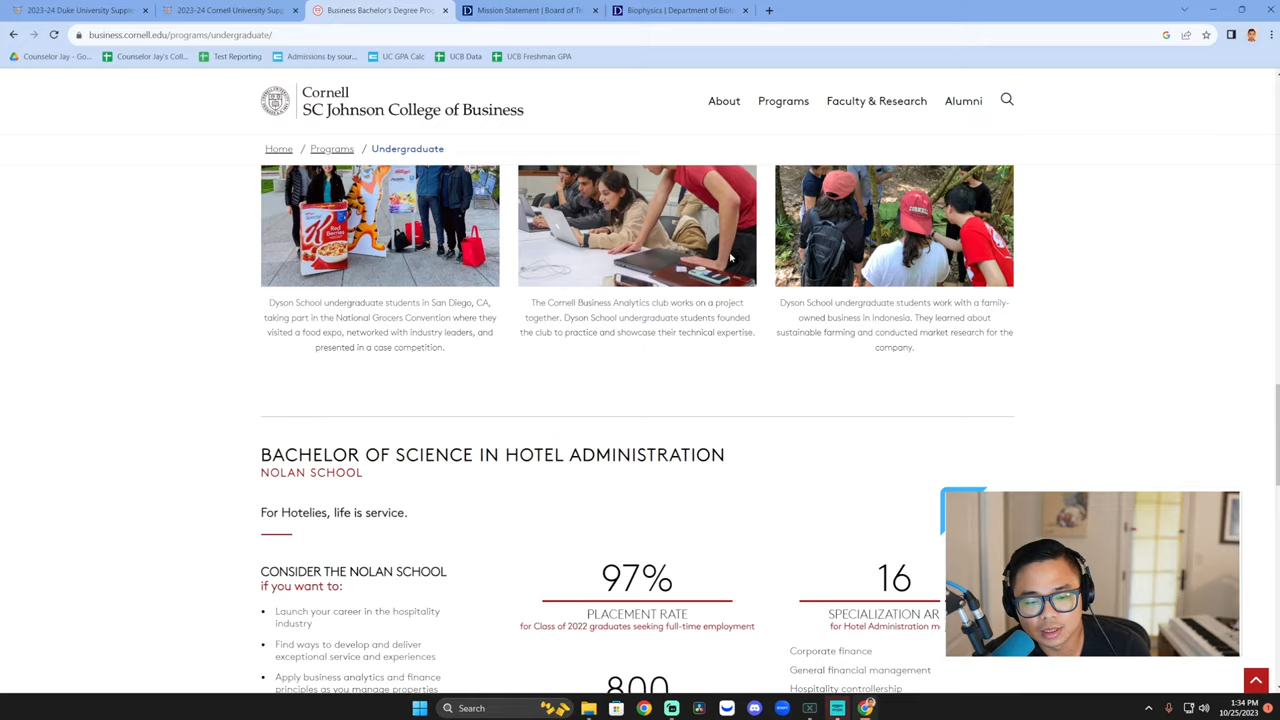 2023-24 Duke University Supple
2023-24 Cornell University Supp
Business Bachelor's Degree Prog
Mission Statement | Board of Tr
Biophysics | Department of Bio
business.cornell.edu/programs/undergraduate/
Counselor Jay - Go...
Counselor Jay's Coll...
Test Reporting
Admissions by sour...
UC GPA Calc
UCB Data
UCB Freshman GPA
Cornell
SC Johnson College of Business
About
Programs
Faculty & Research
Alumni
Home / Programs / Undergraduate
Special K
Red
Berries
Dyson School undergraduate students in San Diego, CA,
taking part in the National Grocers Convention where they
visited a food expo, networked with industry leaders, and
presented in a case competition.
The Cornell Business Analytics club works on a project
together. Dyson School undergraduate students founded
the club to practice and showcase their technical expertise.
Dyson School undergraduate students work with a family-
owned business in Indonesia. They learned about
sustainable farming and conducted market research for the
company.
BACHELOR OF SCIENCE IN HOTEL ADMINISTRATION
NOLAN SCHOOL
For Hotelies, life is service.
CONSIDER THE NOLAN SCHOOL
if you want to:
• Launch your career in the hospitality
industry
• Find ways to develop and deliver
exceptional service and experiences
• Apply business analytics and finance
principles as you manage properties
97%
PLACEMENT RATE
for Class of 2022 graduates seeking full-time employment
800
16
SPECIALIZATION AR
for Hotel Administration m
Corporate finance
General financial management
Hospitality controllership
Search
1:34 PM
10/25/2023